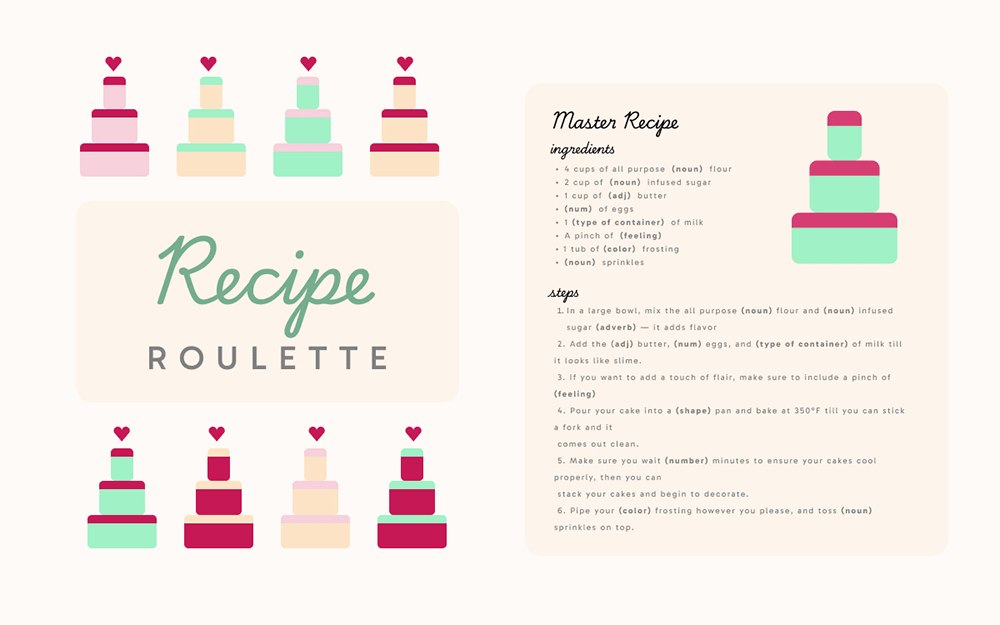 Recipe
ROULETTE
Master Recipe
ingredients
• 4 cups of all purpose (noun) flour
• 2 cup of (noun) infused sugar
• 1 cup of (adj) butter
• (num) of eggs
• 1 (type of container) of milk
• A pinch of (feeling)
• 1 tub of (color) frosting
• (noun) sprinkles
steps
1. In a large bowl, mix the all purpose (noun) flour and (noun) infused
sugar (adverb) — it adds flavor
2. Add the (adj) butter, (num) eggs, and (type of container) of milk till
it looks like slime.
3. If you want to add a touch of flair, make sure to include a pinch of
(feeling)
4. Pour your cake into a (shape) pan and bake at 350°F till you can stick
a fork and it
comes out clean.
5. Make sure you wait (number) minutes to ensure your cakes cool
properly, then you can
stack your cakes and begin to decorate.
6. Pipe your (color) frosting however you please, and toss (noun)
sprinkles on top.